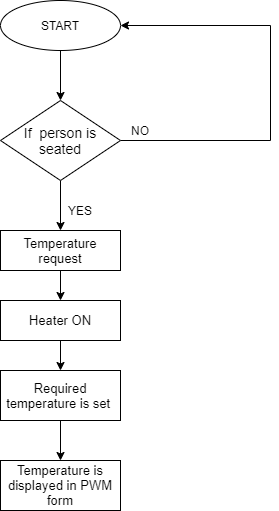 START
If person is
seated
NO
YES
Temperature
request
Heater ON
Required
temperature is set
Temperature is
displayed in PWM
form